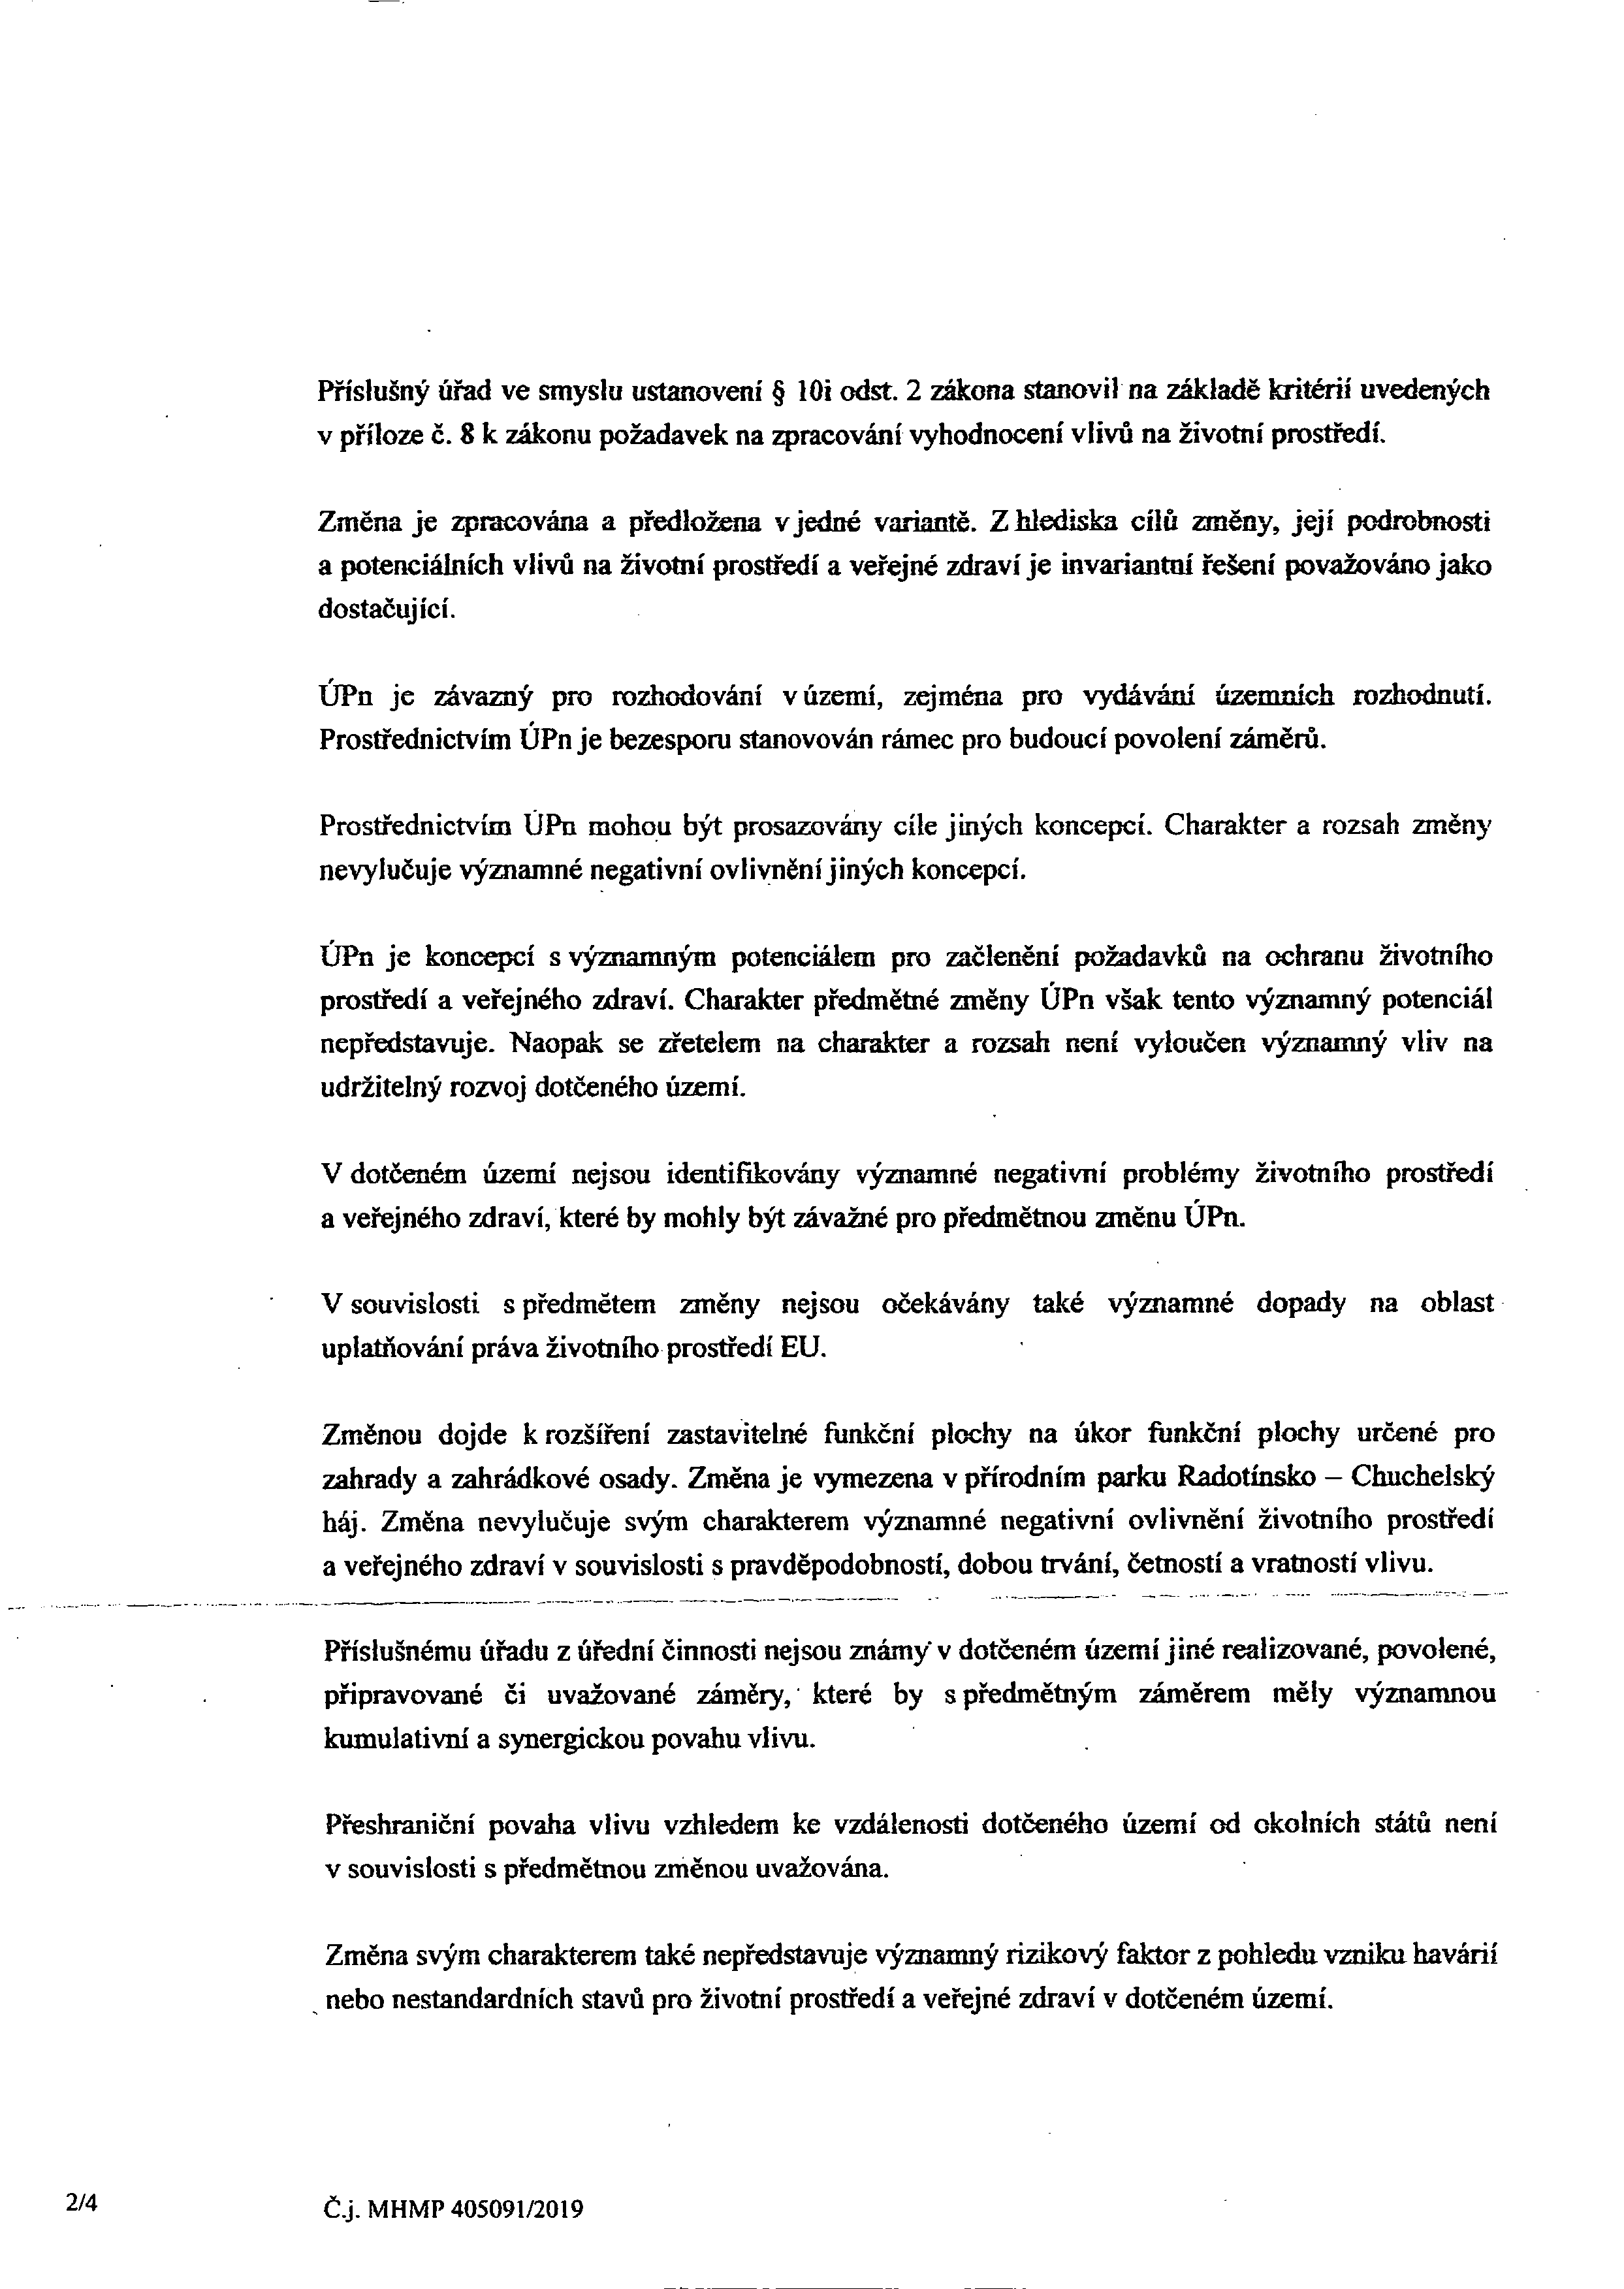 Příslušný úřad ve smyslu ustanovení § 10i odst. 2 zákona stanovil na základě kritérií uvedených
v příloze č. 8 k zákonu požadavek na zpracování vyhodnocení vlivů na životní prostředí.
Změna je zpracována a předložena v jedné variantě. Z hlediska cílů změny, její podrobnosti
a potenciálních vlivů na životní prostředí a veřejné zdraví je invariantní řešení považováno jako
dostačující.
ÚPn je závazný pro rozhodování v území, zejména pro vydávání územních rozhodnutí.
Prostřednictvím ÚPn je bezesporu stanovován rámec pro budoucí povolení záměrů.
Prostřednictvím ÚPn mohou být prosazovány cíle jiných koncepcí. Charakter a rozsah změny
nevylučuje významné negativní ovlivnění jiných koncepcí.
ÚPn je koncepcí s významným potenciálem pro začlenění požadavků na ochranu životního
prostředí a veřejného zdraví. Charakter předmětné změny ÚPn však tento významný potenciál
nepředstavuje. Naopak se zřetelem na charakter a rozsah není vyloučen významný vliv na
udržitelný rozvoj dotčeného území.
V dotčeném území nejsou identifikovány významné negativní problémy životního prostředí
a veřejného zdraví, které by mohly být závažné pro předmětnou změnu ÚPn.
V souvislosti s předmětem změny nejsou očekávány také významné dopady na oblast
uplatňování práva životního prostředí EU.
Změnou dojde k rozšíření zastavitelné funkční plochy na úkor funkční plochy určené pro
zahrady a zahrádkové osady. Změna je vymezena v přírodním parku Radotínsko – Chuchelský
háj. Změna nevylučuje svým charakterem významné negativní ovlivnění životního prostředí
a veřejného zdraví v souvislosti s pravděpodobností, dobou trvání, četností a vratností vlivu.
Příslušnému úřadu z úřední činnosti nejsou známy v dotčeném území jiné realizované, povolené,
připravované či uvažované záměry, které by s předmětným záměrem měly významnou
kumulativní a synergickou povahu vlivu.
Přeshraniční povaha vlivu vzhledem ke vzdálenosti dotčeného území od okolních států není
v souvislosti s předmětnou změnou uvažována.
Změna svým charakterem také nepředstavuje významný rizikový faktor z pohledu vzniku havárií
nebo nestandardních stavů pro životní prostředí a veřejné zdraví v dotčeném území.
2/4 Č.j. MHMP 405091/2019